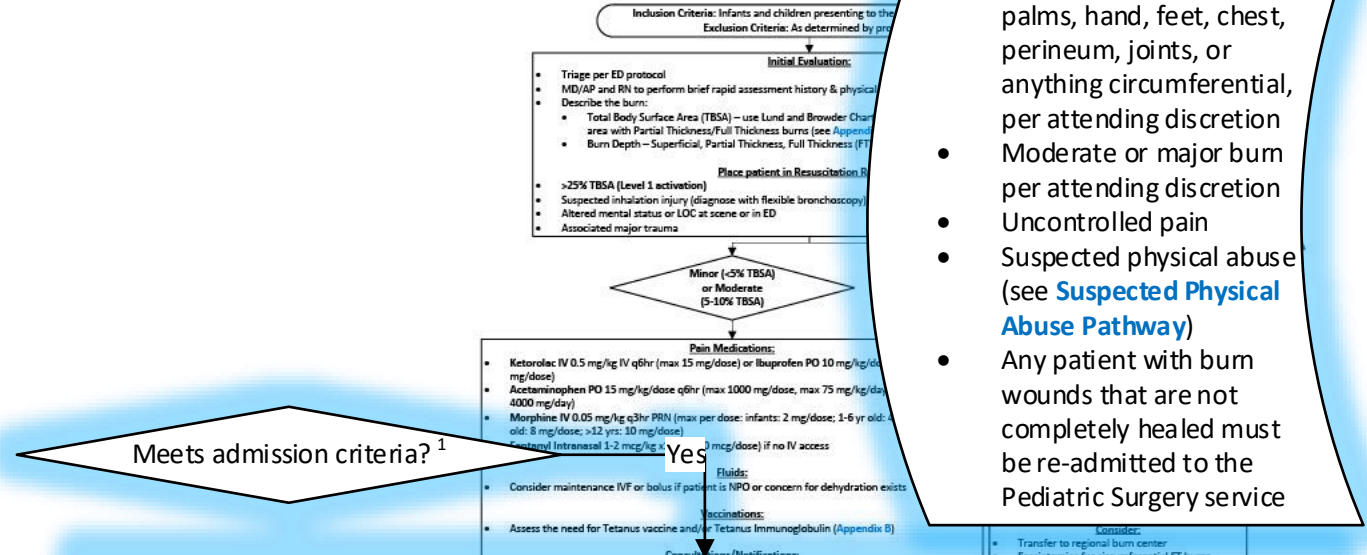 Inclusion Criteria: Infants and children presenting to the
Exclusion Criteria: As determined by pro
Initial Evaluation:
• Triage per ED protocol
• MD/AP and RN to perform brief rapid assessment history & physical
• Describe the burn:
• Total Body Surface Area (TBSA) – use Lund and Browder Char
area with Partial Thickness/Full Thickness burns (see Appendi
• Burn Depth – Superficial, Partial Thickness, Full Thickness (FT
Place patient in Resuscitation R
• >25% TBSA (Level 1 activation)
• Suspected inhalation injury (diagnose with flexible bronchoscopy)
• Altered mental status or LOC at scene or in ED
• Associated major trauma
Minor (<5% TBSA)
or Moderate
(5-10% TBSA)
Pain Medications:
• Ketorolac IV 0.5 mg/kg IV q6hr (max 15 mg/dose) or Ibuprofen PO 10 mg/kg/do
mg/dose)
• Acetaminophen PO 15 mg/kg/dose q6hr (max 1000 mg/dose, max 75 mg/kg/day
4000 mg/day)
• Morphine IV 0.05 mg/kg q3hr PRN (max per dose: infants: 2 mg/dose; 1-6 yr old: 4
old: 8 mg/dose; >12 yrs: 10 mg/dose)
Intranasal 1-2 mcg/kg x mcg/dose) if no IV access
Fluids:
• Consider maintenance IVF or bolus if patient is NPO or concern for dehydration exists
Vaccinations:
• Assess the need for Tetanus vaccine and/or Tetanus Immunoglobulin (Appendix B)
Meets admission criteria? 1
Yes
palms, hand, feet, chest,
perineum, joints, or
anything circumferential,
per attending discretion
• Moderate or major burn
per attending discretion
• Uncontrolled pain
• Suspected physical abuse
(see Suspected Physical
Abuse Pathway)
• Any patient with burn
wounds that are not
completely healed must
be re-admitted to the
Pediatric Surgery service
Consider:
• Transfer to regional burn center